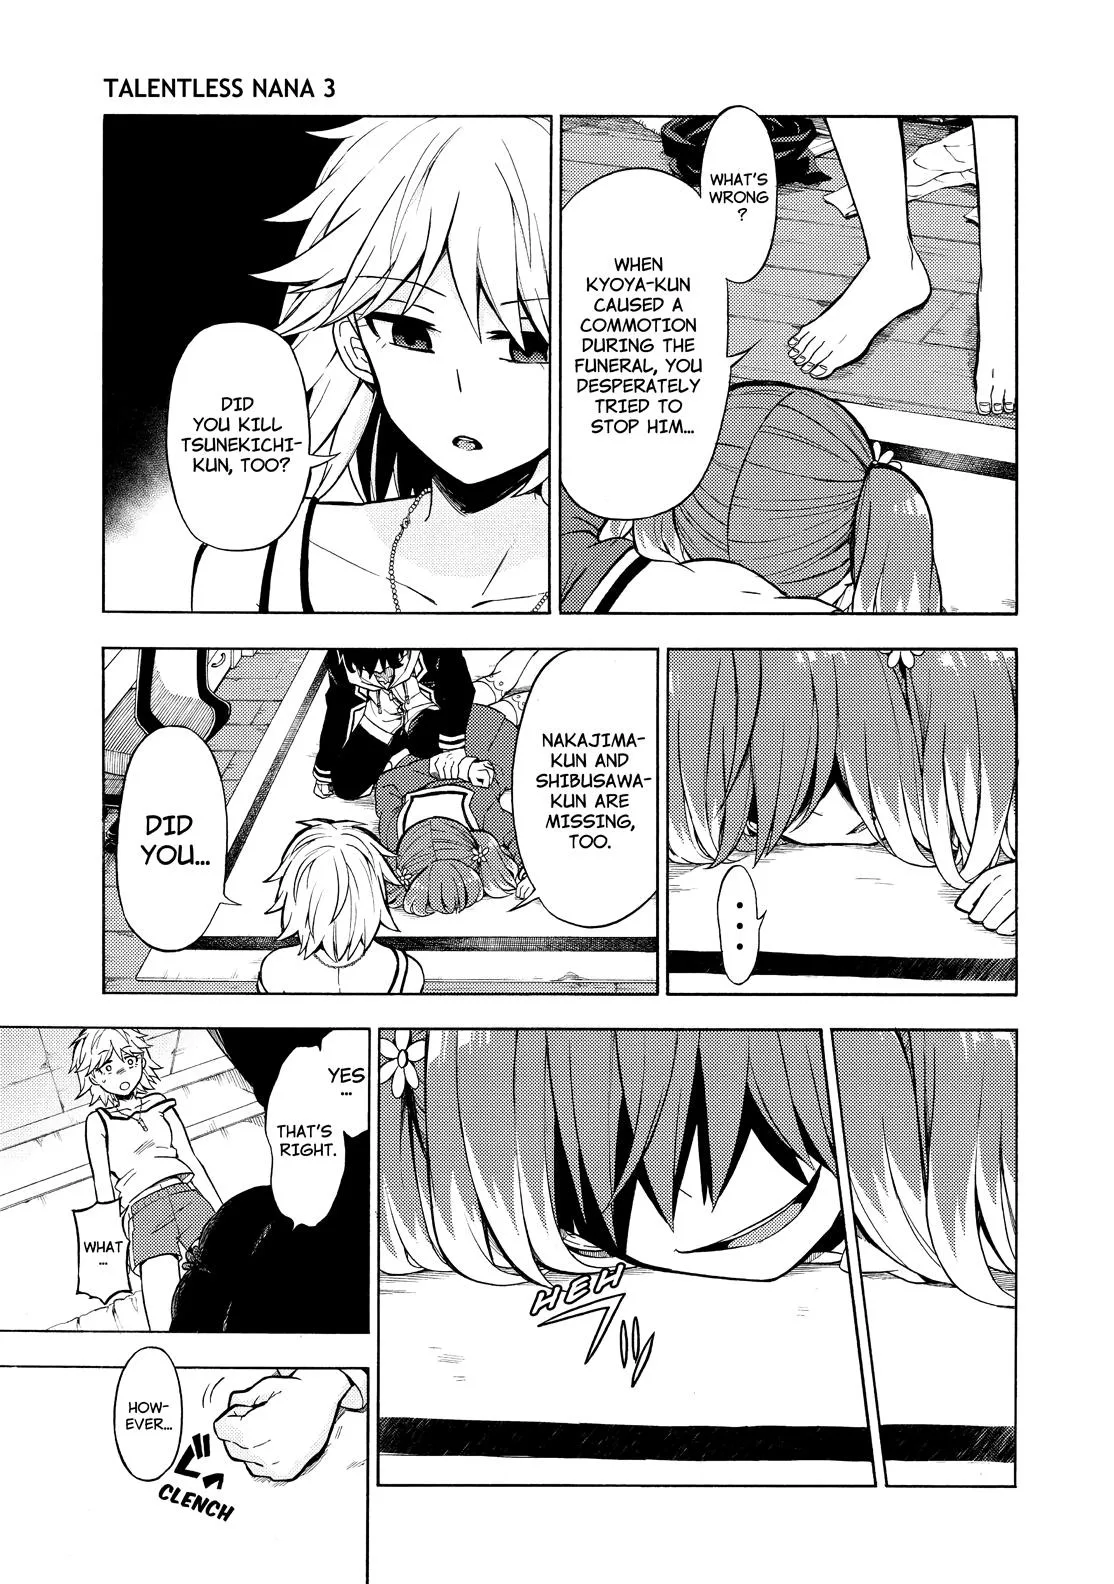 TALENTLESS NANA 3
WHAT'S
WRONG
?
WHEN
KYOYA-KUN
CAUSED A
COMMOTION
DURING THE
FUNERAL, YOU
DESPERATELY
TRIED TO
STOP HIM...
DID
YOU KILL
TSUNEKICHI-
KUN, TOO?
...
NAKAJIMA-
KUN AND
SHIBUSAWA-
KUN ARE
MISSING,
TOO.
DID
YOU...
HEH
YES
...
THAT'S
RIGHT.
WHAT
...
HOW-
EVER...
ぐっ
CLENCH